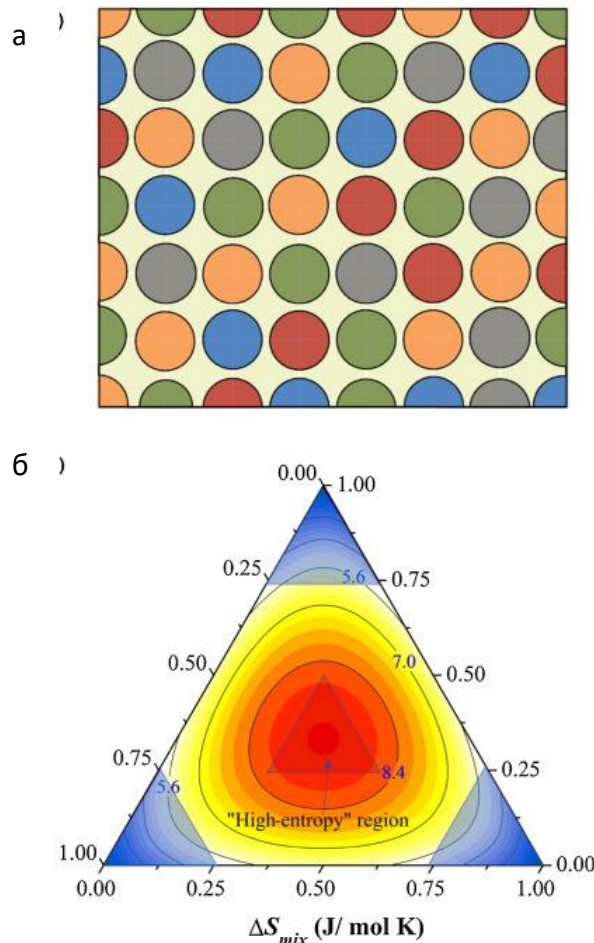 а )
б )
0.00 1.00
5.6
0.25 0.75
7.0
0.50 0.50
0.75 0.25
5.6 8.4
"High-entropy" region
1.00 0.00
0.00 0.25 0.50 0.75 1.00
ΔS_mix (J/ mol K)